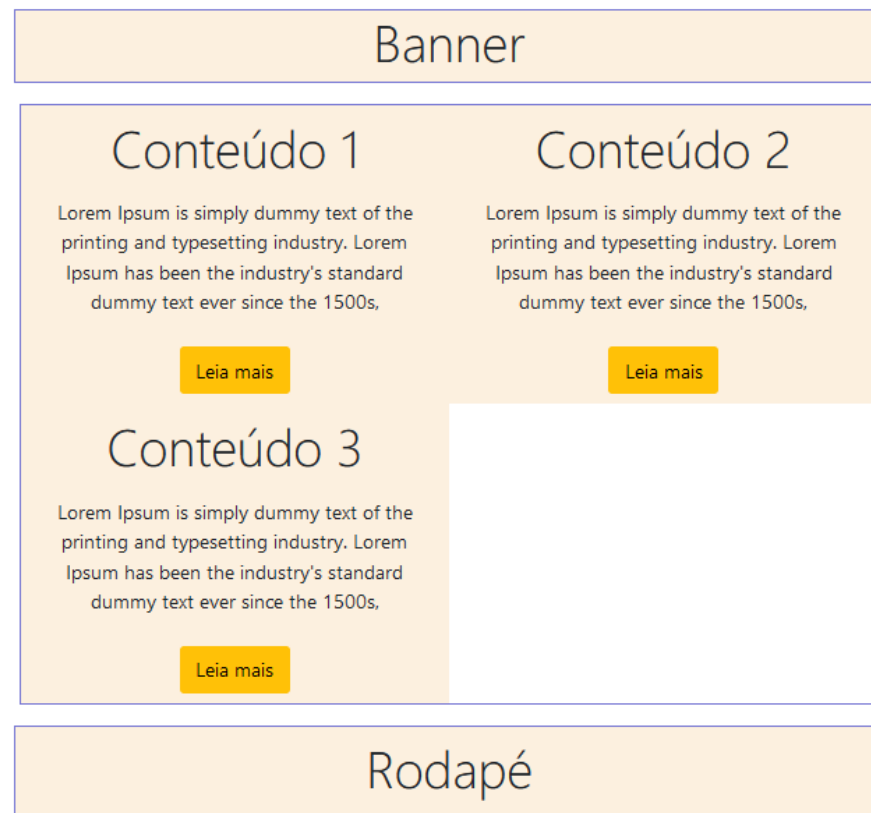 Banner
Conteúdo 1
Lorem Ipsum is simply dummy text of the
printing and typesetting industry. Lorem
Ipsum has been the industry's standard
dummy text ever since the 1500s,
Leia mais
Conteúdo 2
Lorem Ipsum is simply dummy text of the
printing and typesetting industry. Lorem
Ipsum has been the industry's standard
dummy text ever since the 1500s,
Leia mais
Conteúdo 3
Lorem Ipsum is simply dummy text of the
printing and typesetting industry. Lorem
Ipsum has been the industry's standard
dummy text ever since the 1500s,
Leia mais
Rodapé